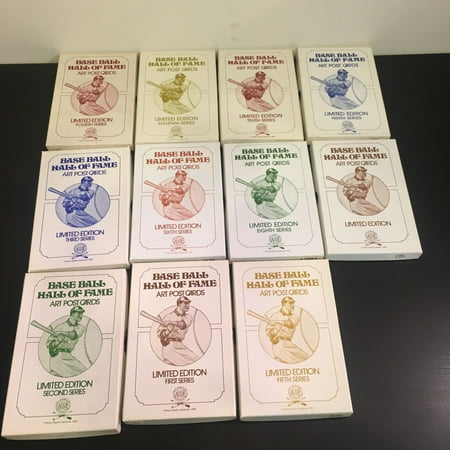 BASE BALL
HALL OF FAME
ART POST CARDS
LIMITED EDITION
FOURTH SERIES
BASE BALL
HALL OF FAME
ART POST CARDS
LIMITED EDITION
ELEVENTH SERIES
BASE BALL
HALL OF FAME
ART POST CARDS
LIMITED EDITION
TENTH SERIES
BASE BALL
HALL OF FAME
ART POST CARDS
LIMITED EDITION
NINTH SERIES
BASE BALL
HALL OF FAME
ART POST CARDS
LIMITED EDITION
THIRD SERIES
BASE BALL
HALL OF FAME
ART POST CARDS
LIMITED EDITION
SIXTH SERIES
BASE BALL
HALL OF FAME
ART POST CARDS
LIMITED EDITION
EIGHTH SERIES
BASE BALL
HALL OF FAME
ART POST CARDS
LIMITED EDITION
BASE BALL
HALL OF FAME
ART POST CARDS
LIMITED EDITION
SECOND SERIES
BASE BALL
HALL OF FAME
ART POST CARDS
LIMITED EDITION
FIRST SERIES
BASE BALL
HALL OF FAME
ART POST CARDS
LIMITED EDITION
FIFTH SERIES